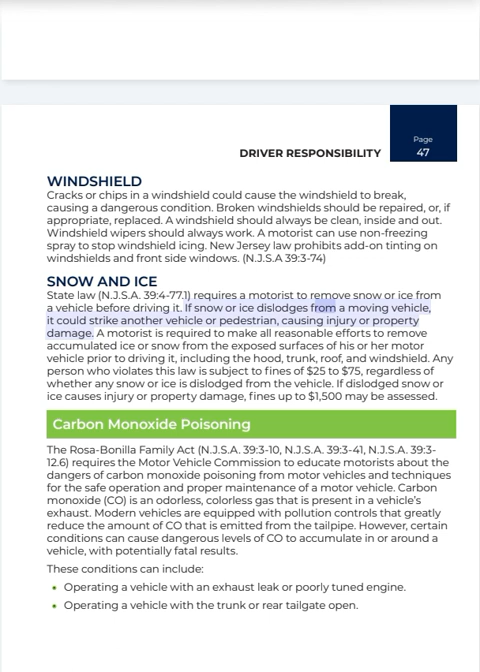 Page
DRIVER RESPONSIBILITY
47
WINDSHIELD
Cracks or chips in a windshield could cause the windshield to break,
causing a dangerous condition. Broken windshields should be repaired, or, if
appropriate, replaced. A windshield should always be clean, inside and out.
Windshield wipers should always work. A motorist can use non-freezing
spray to stop windshield icing. New Jersey law prohibits add-on tinting on
windshields and front side windows. (N.J.S.A 39:3-74)
SNOW AND ICE
State law (N.J.S.A. 39:4-77.1) requires a motorist to remove snow or ice from
a vehicle before driving it. If snow or ice dislodges from a moving vehicle,
it could strike another vehicle or pedestrian, causing injury or property
damage. A motorist is required to make all reasonable efforts to remove
accumulated ice or snow from the exposed surfaces of his or her motor
vehicle prior to driving it, including the hood, trunk, roof, and windshield. Any
person who violates this law is subject to fines of $25 to $75, regardless of
whether any snow or ice is dislodged from the vehicle. If dislodged snow or
ice causes injury or property damage, fines up to $1,500 may be assessed.
Carbon Monoxide Poisoning
The Rosa-Bonilla Family Act (N.J.S.A. 39:3-10, N.J.S.A. 39:3-41, N.J.S.A. 39:3-
12.6) requires the Motor Vehicle Commission to educate motorists about the
dangers of carbon monoxide poisoning from motor vehicles and techniques
for the safe operation and proper maintenance of a motor vehicle. Carbon
monoxide (CO) is an odorless, colorless gas that is present in a vehicle's
exhaust. Modern vehicles are equipped with pollution controls that greatly
reduce the amount of CO that is emitted from the tailpipe. However, certain
conditions can cause dangerous levels of CO to accumulate in or around a
vehicle, with potentially fatal results.
These conditions can include:
• Operating a vehicle with an exhaust leak or poorly tuned engine.
• Operating a vehicle with the trunk or rear tailgate open.